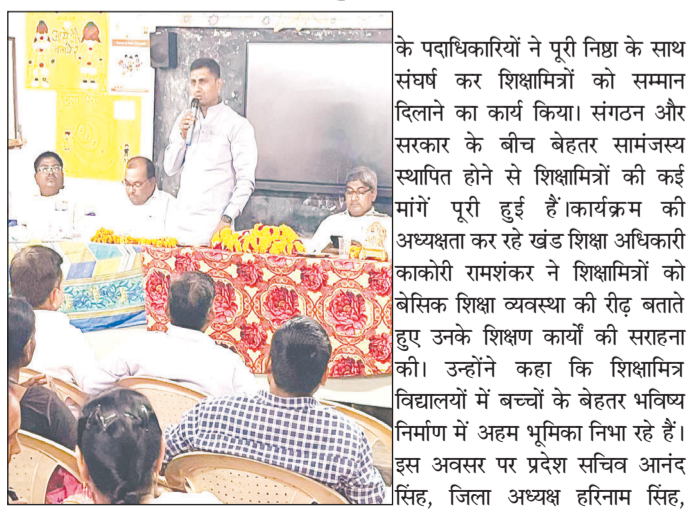 के पदाधिकारियों ने पूरी निष्ठा के साथ
संघर्ष कर शिक्षामित्रों को सम्मान
दिलाने का कार्य किया। संगठन और
सरकार के बीच बेहतर सामंजस्य
स्थापित होने से शिक्षामित्रों की कई
मांगें पूरी हुई हैं।कार्यक्रम की
अध्यक्षता कर रहे खंड शिक्षा अधिकारी
काकोरी रामशंकर ने शिक्षामित्रों को
बेसिक शिक्षा व्यवस्था की रीढ़ बताते
हुए उनके शिक्षण कार्यों की सराहना
की। उन्होंने कहा कि शिक्षामित्र
विद्यालयों में बच्चों के बेहतर भविष्य
निर्माण में अहम भूमिका निभा रहे हैं।
इस अवसर पर प्रदेश सचिव आनंद
सिंह, जिला अध्यक्ष हरिनाम सिंह,